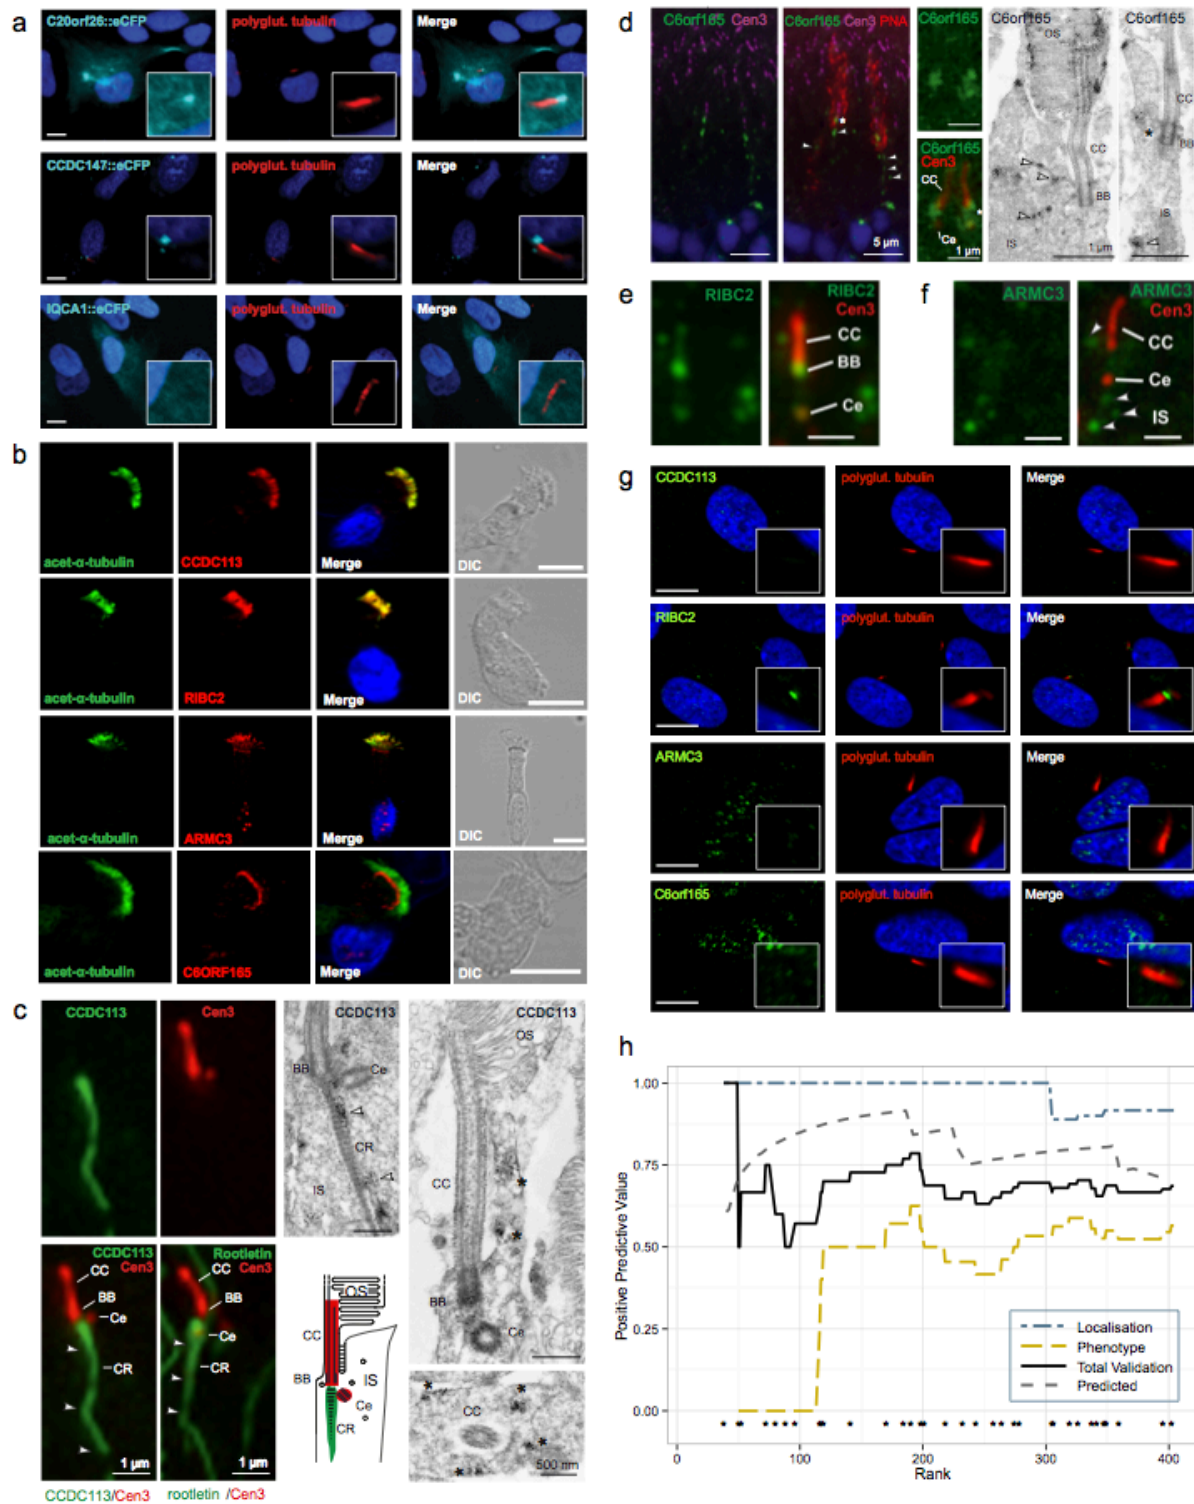 a
C20orf26::eCFP
polyglut. tubulin
Merge
CCDC147::eCFP
polyglut. tubulin
Merge
IQCA1::eCFP
polyglut. tubulin
Merge
b
acet-α-tubulin
CCDC113
Merge
DIC
acet-α-tubulin
RIBC2
Merge
DIC
acet-α-tubulin
ARMC3
Merge
DIC
acet-α-tubulin
C6ORF165
Merge
DIC
c
CCDC113
Cen3
CCDC113
BB
Ce
CR
IS
CCDC113
OS
CC
BB
Ce
CCDC113
Cen3
CC
BB
Ce
1 µm
CCDC113/Cen3
Rootletin
Cen3
CC
BB
Ce
CR
1 µm
rootletin /Cen3
OS
CC
BB
IS
Ce
CR
CC
500 nm
d
C6orf165 Cen3
C6orf165 Cen3 PNA
5 µm
C6orf165
C6orf165
Cen3
CC
Ce
1 µm
C6orf165
OS
CC
BB
IS
1 µm
C6orf165
CC
BB
IS
e
RIBC2
RIBC2
Cen3
CC
BB
Ce
f
ARMC3
ARMC3
Cen3
CC
Ce
IS
g
CCDC113
polyglut. tubulin
Merge
RIBC2
polyglut. tubulin
Merge
ARMC3
polyglut. tubulin
Merge
C6orf165
polyglut. tubulin
Merge
h
Positive Predictive Value
1.00
0.75
0.50
0.25
0.00
Localisation
Phenotype
Total Validation
Predicted
0 100 200 300 400
Rank